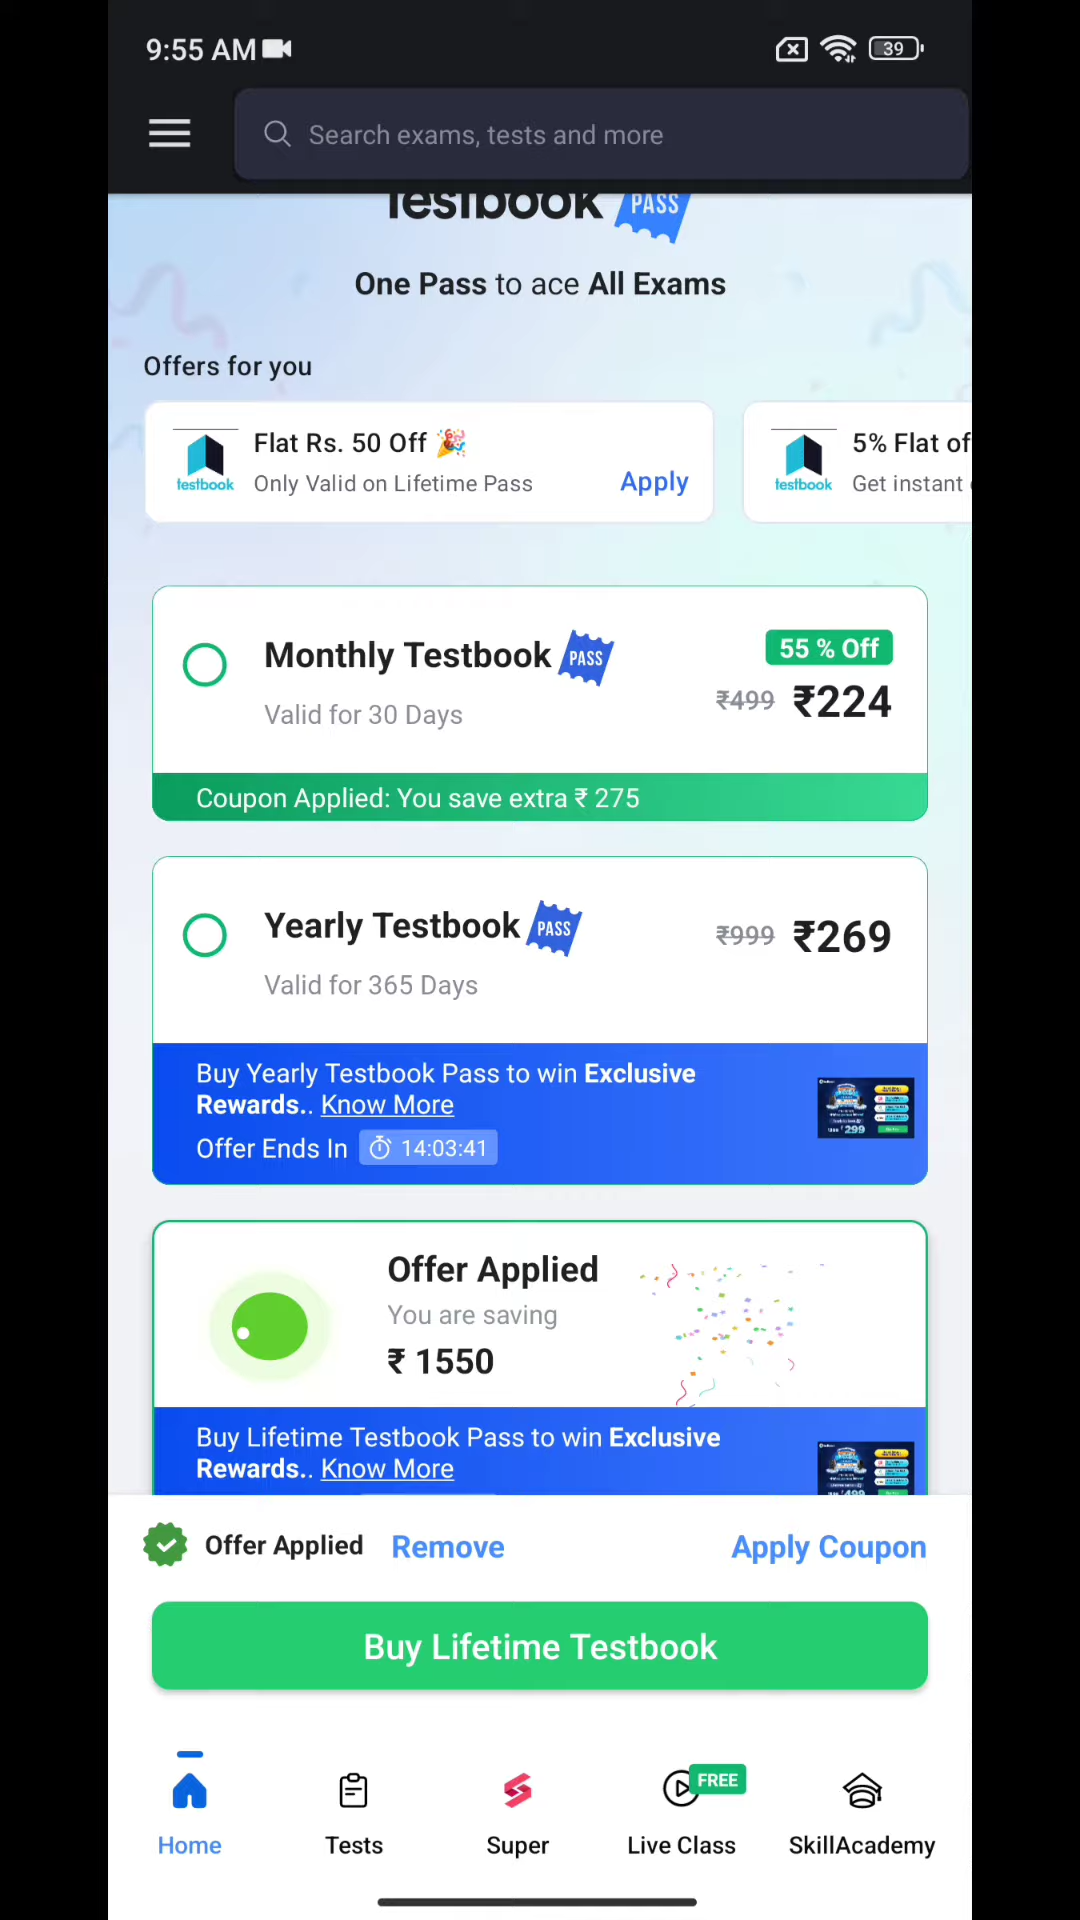 9:55 AM
39
Search exams, tests and more
Testbook PASS
One Pass to ace All Exams
Offers for you
Flat Rs. 50 Off 🎉
Only Valid on Lifetime Pass
Apply
testbook
5% Flat of
Get instant
testbook
Monthly Testbook PASS
55 % Off
₹499 ₹224
Valid for 30 Days
Coupon Applied: You save extra ₹ 275
Yearly Testbook PASS
₹999 ₹269
Valid for 365 Days
Buy Yearly Testbook Pass to win Exclusive
Rewards.. Know More
Offer Ends In 14:03:41
299
Offer Applied
You are saving
₹ 1550
Buy Lifetime Testbook Pass to win Exclusive
Rewards.. Know More
499
Offer Applied Remove Apply Coupon
Buy Lifetime Testbook
FREE
Home Tests Super Live Class SkillAcademy